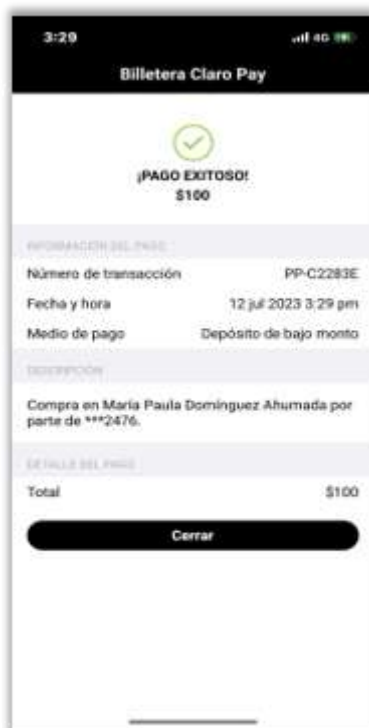 3:29
4G
Billetera Claro Pay
¡PAGO EXITOSO!
$100
INFORMACIÓN DEL PAGO
Número de transacción PP-C2283E
Fecha y hora 12 jul 2023 3:29 pm
Medio de pago Depósito de bajo monto
DESCRIPCIÓN
Compra en María Paula Domínguez Ahumada por
parte de ***2476.
DETALLE DEL PAGO
Total $100
Cerrar